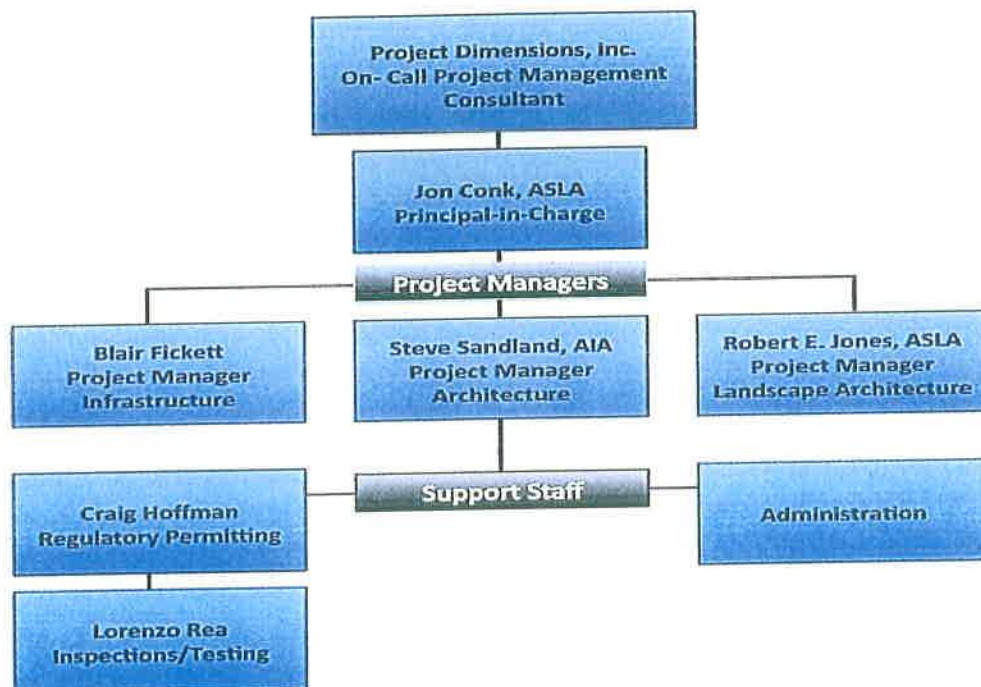 Project Dimensions, inc.
On- Call Project Management
Consultant
Jon Conk, ASLA
Principal-in-Charge
Project Managers
Blair Fickett
Project Manager
Infrastructure
Steve Sandland, AIA
Project Manager
Architecture
Robert E. Jones, ASLA
Project Manager
Landscape Architecture
Support Staff
Craig Hoffman
Regulatory Permitting
Administration
Lorenzo Rea
Inspections/Testing